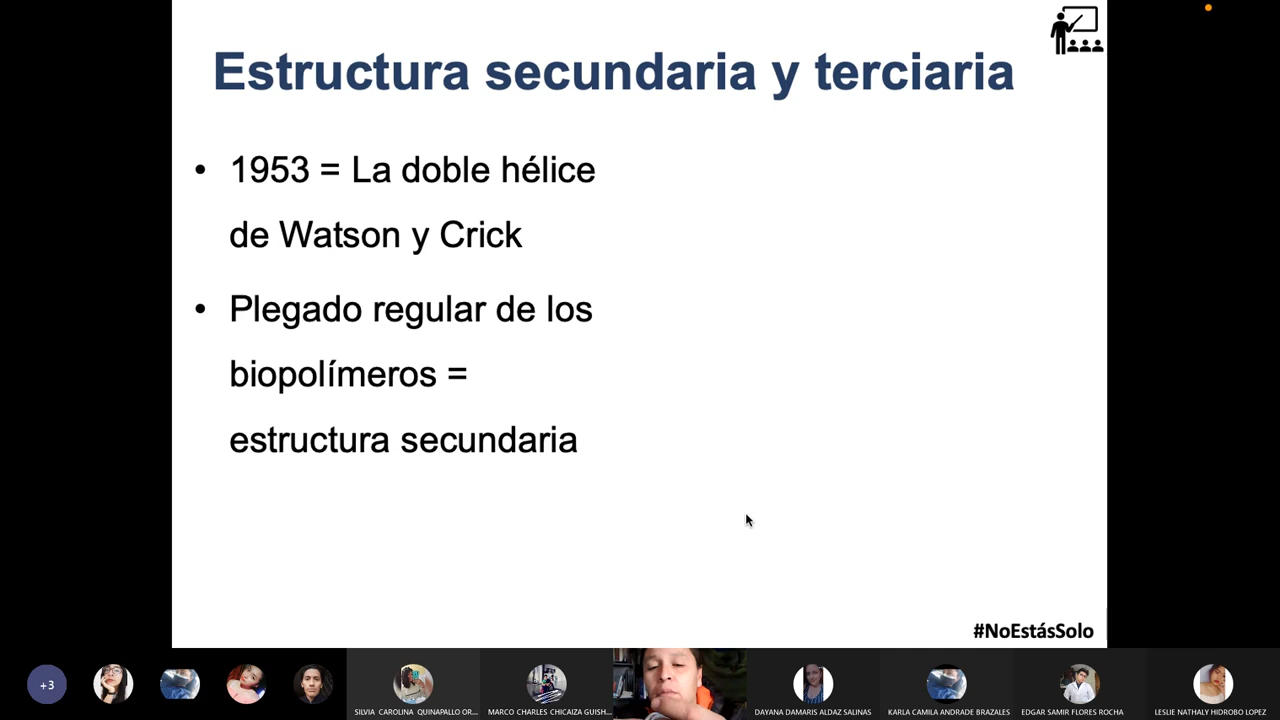 Estructura secundaria y terciaria
• 1953 = La doble hélice
de Watson y Crick
• Plegado regular de los
biopolímeros =
estructura secundaria
#NoEstásSolo
+3
SILVIA CAROLINA QUINAPALLO OR...
MARCO CHARLES CHICAIZA GUISH...
DAYANA DAMARIS ALDAZ SALINAS
KARLA CAMILA ANDRADE BRAZALES
EDGAR SAMIR FLORES ROCHA
LESLIE NATHALY HIDROBO LOPEZ